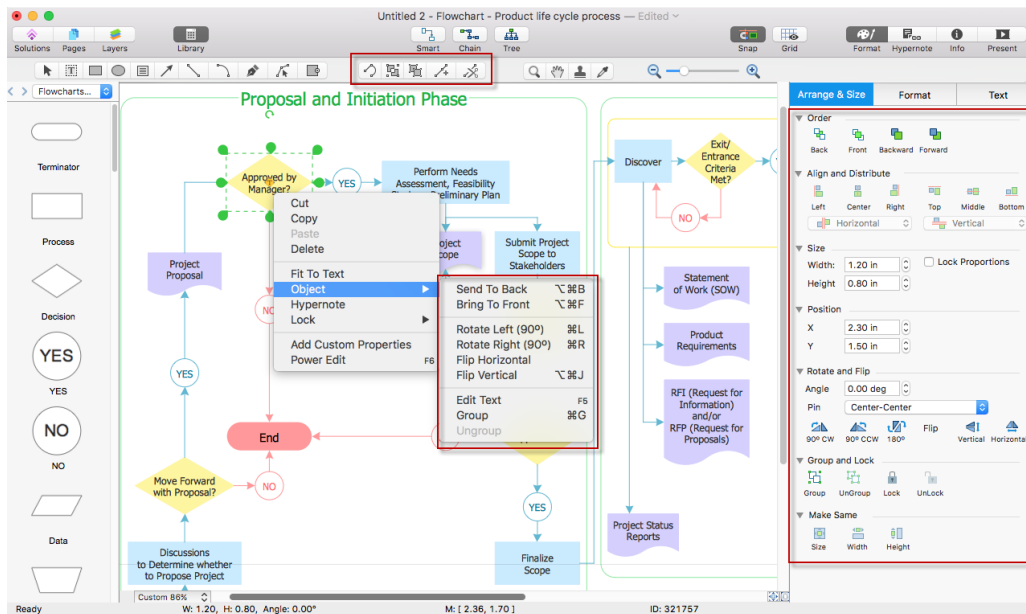 Untitled 2 - Flowchart - Product life cycle process — Edited
Solutions Pages Layers Library Smart Chain Tree Snap Grid Format Hypernote Info Present
Flowcharts...
Terminator
Process
Decision
YES
YES
NO
NO
Data
Proposal and Initiation Phase
Approved by
Manager?
YES
Perform Needs
Assessment, Feasibility
Preliminary Plan
Project
Proposal
Submit Project
Scope to
Stakeholders
YES
End
Move Forward
with Proposal?
NO
YES
Discussions
to Determine whether
to Propose Project
Finalize
Scope
Cut
Copy
Paste
Delete
Fit To Text
Object
Hypernote
Lock
Add Custom Properties
Power Edit F6
Send To Back ⌥⌘B
Bring To Front ⌥⌘F
Rotate Left (90º) ⌘L
Rotate Right (90º) ⌘R
Flip Horizontal
Flip Vertical ⌥⌘J
Edit Text F5
Group ⌘G
Ungroup
Discover
Exit/
Entrance
Criteria
Met?
NO
Statement
of Work (SOW)
Product
Requirements
RFI (Request for
Information)
and/or
RFP (Request for
Proposals)
Project Status
Reports
Arrange & Size Format Text
Order
Back Front Backward Forward
Align and Distribute
Left Center Right Top Middle Bottom
Horizontal Vertical
Size
Width: 1.20 in Lock Proportions
Height 0.80 in
Position
X 2.30 in
Y 1.50 in
Rotate and Flip
Angle 0.00 deg
Pin Center-Center
90º CW 90º CCW 180º Flip Vertical Horizontal
Group and Lock
Group UnGroup Lock UnLock
Make Same
Size Width Height
Custom 86%
Ready W: 1.20, H: 0.80, Angle: 0.00° M: [ 2.36, 1.70 ] ID: 321757